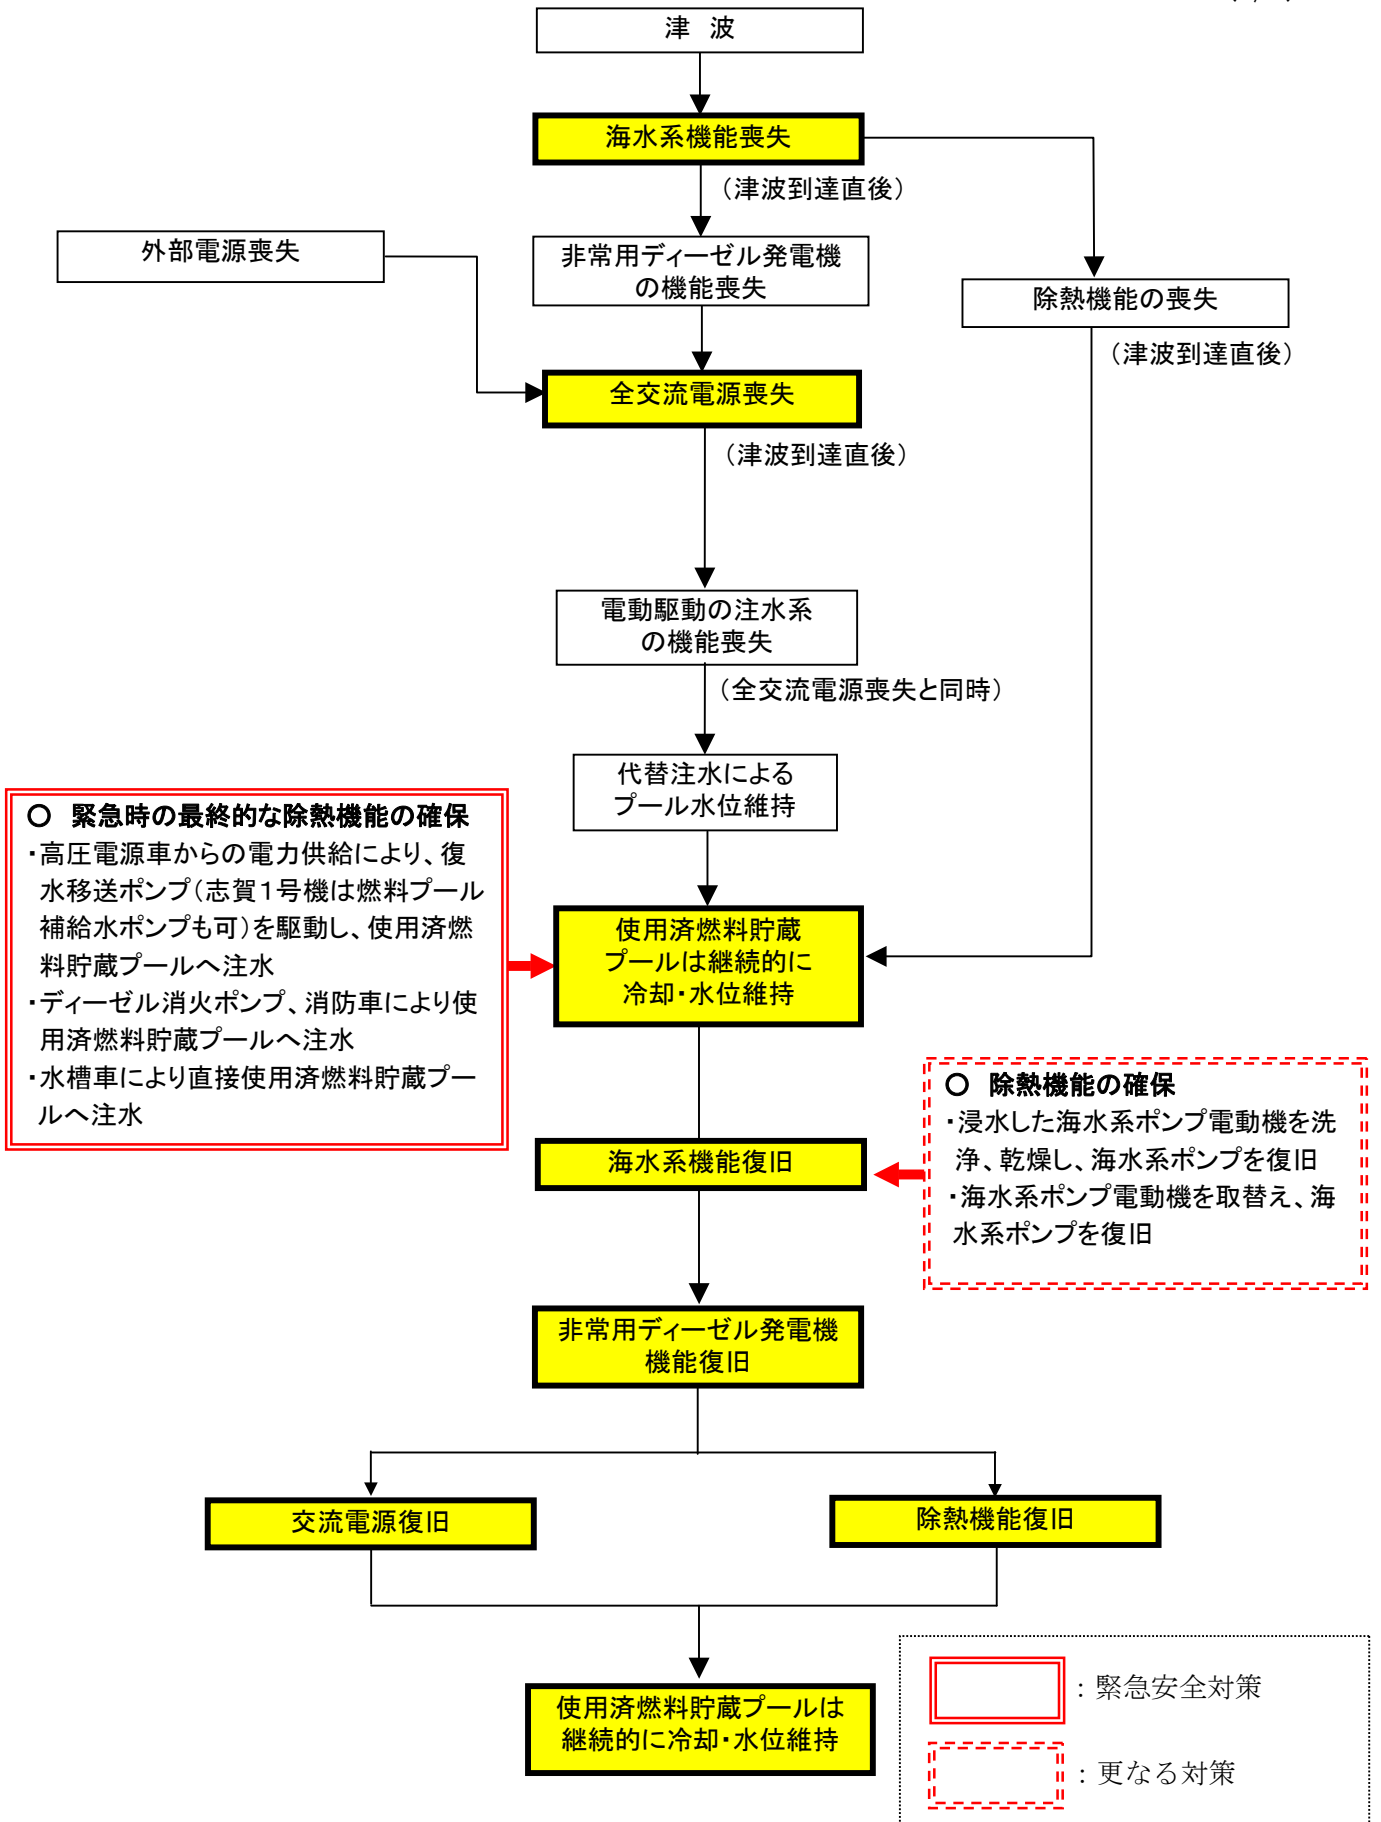 津 波
海水系機能喪失
（津波到達直後）
外部電源喪失
非常用ディーゼル発電機
の機能喪失
除熱機能の喪失
（津波到達直後）
全交流電源喪失
（津波到達直後）
電動駆動の注水系
の機能喪失
（全交流電源喪失と同時）
代替注水による
プール水位維持
○ 緊急時の最終的な除熱機能の確保
・高圧電源車からの電力供給により、復
水移送ポンプ（志賀１号機は燃料プール
補給水ポンプも可）を駆動し、使用済燃
料貯蔵プールへ注水
・ディーゼル消火ポンプ、消防車により使
用済燃料貯蔵プールへ注水
・水槽車により直接使用済燃料貯蔵プー
ルへ注水
使用済燃料貯蔵
プールは継続的に
冷却・水位維持
○ 除熱機能の確保
・浸水した海水系ポンプ電動機を洗
浄、乾燥し、海水系ポンプを復旧
・海水系ポンプ電動機を取替え、海
水系ポンプを復旧
海水系機能復旧
非常用ディーゼル発電機
機能復旧
交流電源復旧
除熱機能復旧
使用済燃料貯蔵プールは
継続的に冷却・水位維持
：緊急安全対策
：更なる対策